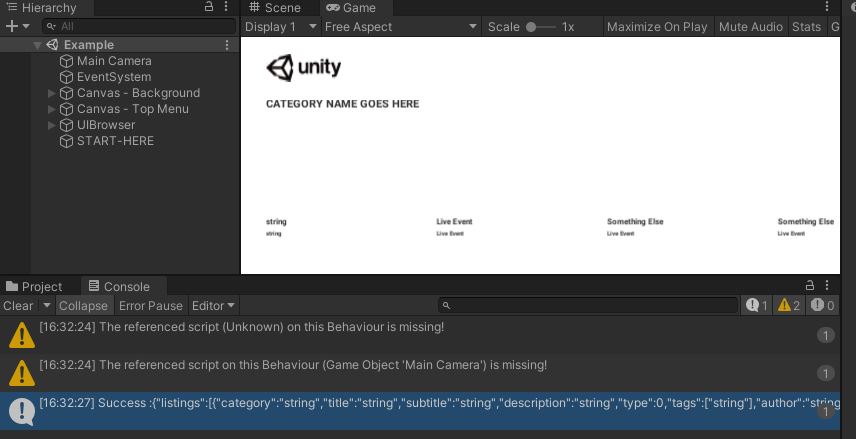 Hierarchy
All
Example
Main Camera
EventSystem
Canvas - Background
Canvas - Top Menu
UIBrowser
START-HERE
Scene Game
Display 1 Free Aspect Scale 1x Maximize On Play Mute Audio Stats G
unity
CATEGORY NAME GOES HERE
string Live Event Something Else Something Else
string Live Event Live Event Live Event
Project Console
Clear Collapse Error Pause Editor 1 2 0
[16:32:24] The referenced script (Unknown) on this Behaviour is missing! 1
[16:32:24] The referenced script on this Behaviour (Game Object 'Main Camera') is missing! 1
[16:32:27] Success :{"listings":[{"category":"string","title":"string","subtitle":"string","description":"string","type":0,"tags":["string"],"author":"string 1